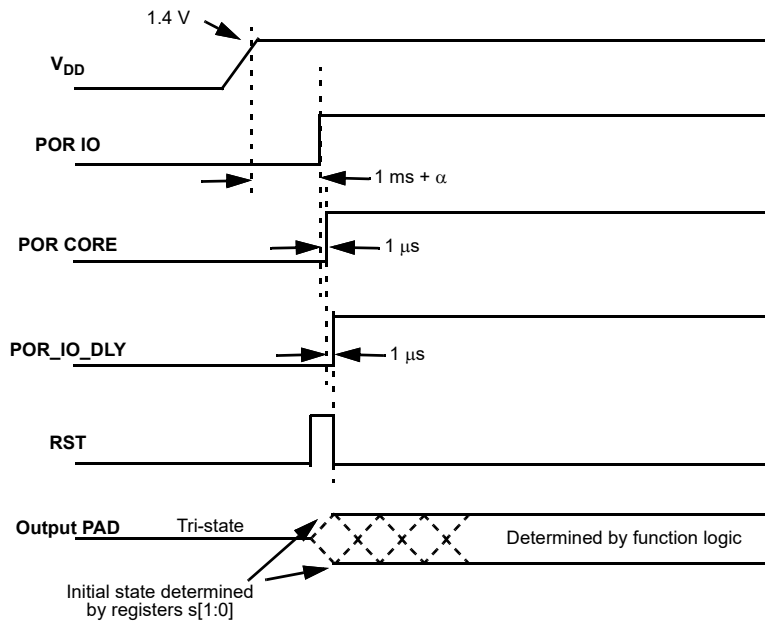 1.4 V
VDD
POR IO
1 ms + α
POR CORE
1 μs
POR_IO_DLY
1 μs
RST
Output PAD
Tri-state
Determined by function logic
Initial state determined
by registers s[1:0]